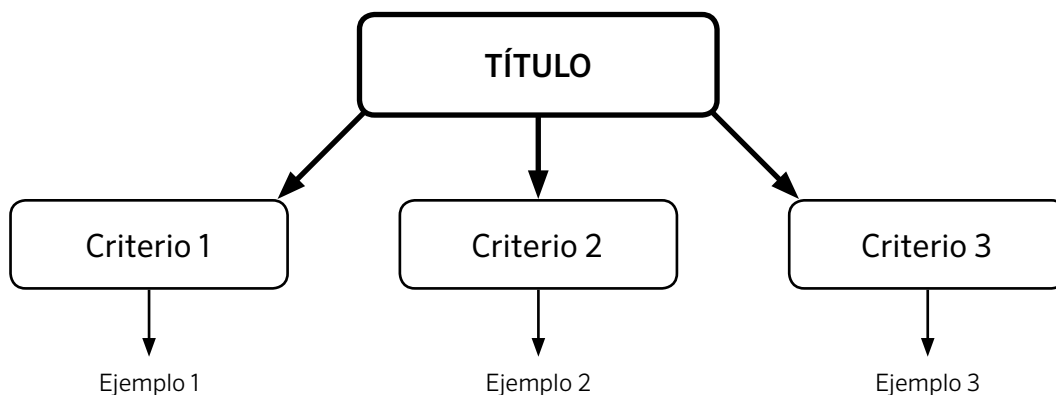 TÍTULO
Criterio 1
Criterio 2
Criterio 3
Ejemplo 1
Ejemplo 2
Ejemplo 3